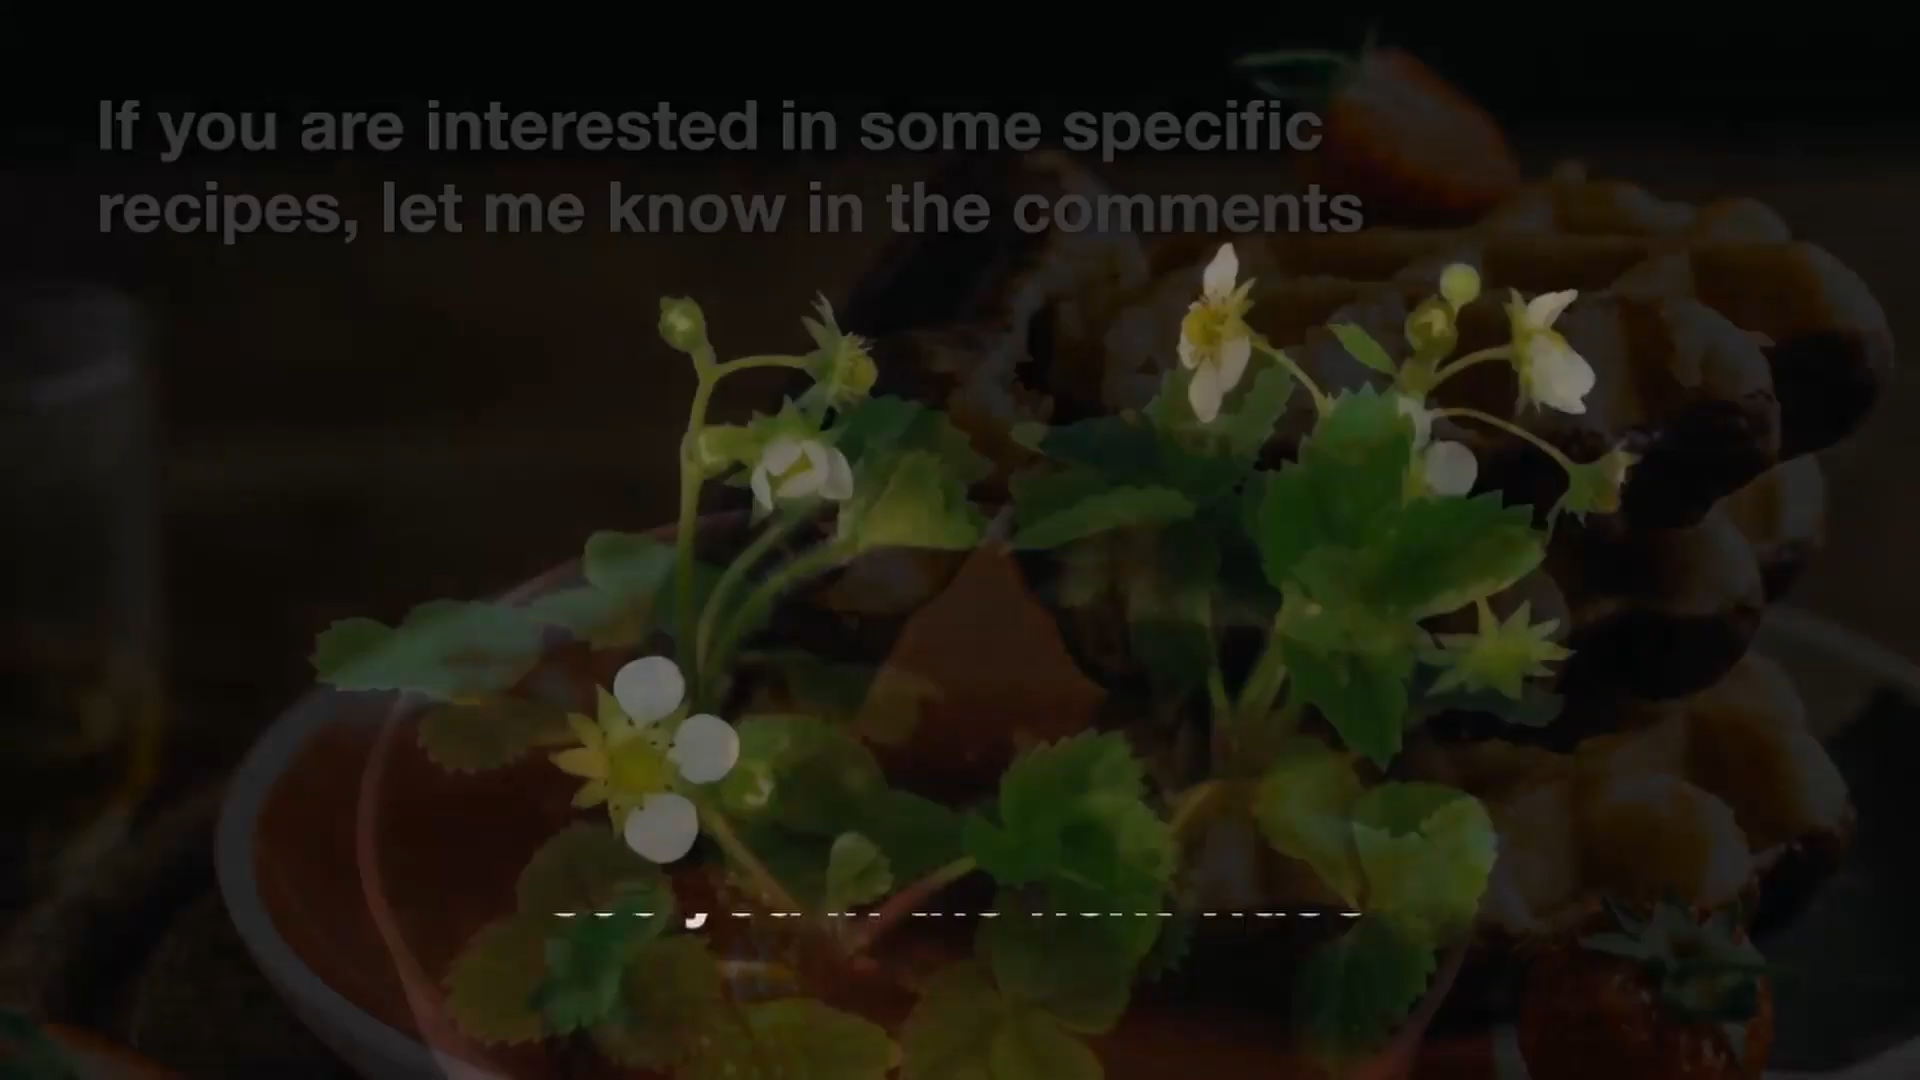 If you are interested in some specific
recipes, let me know in the comments